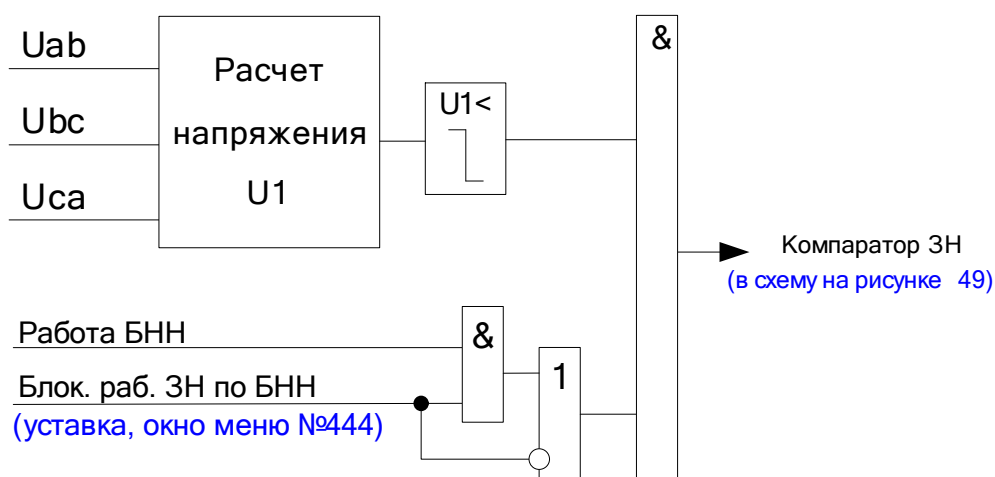 Uab
Ubc
Uca
Расчет
напряжения
U1
U1<
&
Компаратор ЗН
(в схему на рисунке 49)
Работа БНН
Блок. раб. ЗН по БНН
(уставка, окно меню №444)
&
1